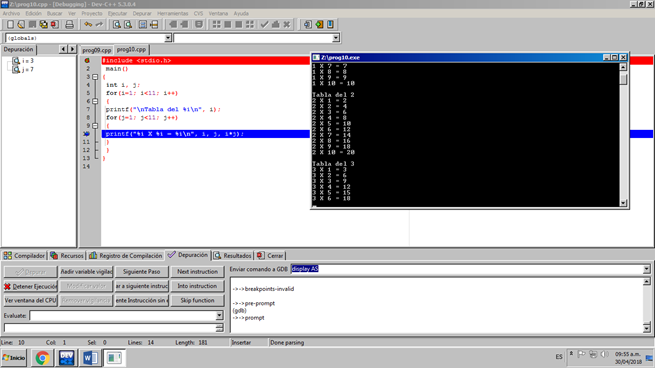 Z:\prog10.cpp - [Debugging] - Dev-C++ 5.3.0.4
Archivo Edición Buscar Ver Proyecto Ejecutar Depurar Herramientas CVS Ventana Ayuda
(globals)
Depuración
prog09.cpp prog10.cpp
i = 3
j = 7
1 #include <stdio.h>
2 main()
3 {
4 int i, j;
5 for(i=1; i<11; i++)
6 {
7 printf("\nTabla del %i\n", i);
8 for(j=1; j<11; j++)
9 {
printf("%i X %i = %i\n", i, j, i*j);
11 }
12 }
13 }
14
Z:\prog10.exe
1 X 7 = 7
1 X 8 = 8
1 X 9 = 9
1 X 10 = 10
Tabla del 2
2 X 1 = 2
2 X 2 = 4
2 X 3 = 6
2 X 4 = 8
2 X 5 = 10
2 X 6 = 12
2 X 7 = 14
2 X 8 = 16
2 X 9 = 18
2 X 10 = 20
Tabla del 3
3 X 1 = 3
3 X 2 = 6
3 X 3 = 9
3 X 4 = 12
3 X 5 = 15
3 X 6 = 18
Compilador Recursos Registro de Compilación Depuración Resultados Cerrar
Depurar Añadir variable vigilad Siguiente Paso Next instruction
Detener Ejecución ar a siguiente instruc Into instruction
Ver ventana del CPU ente Instrucción sin e Skip function
Evaluate:
Enviar comando a GDB display AS
->->breakpoints-invalid
->->pre-prompt
(gdb)
->->prompt
Line: 10 Col: 1 Sel: 0 Lines: 14 Length: 181 Insertar Done parsing
Inicio
ES
09:55 a.m.
30/04/2018